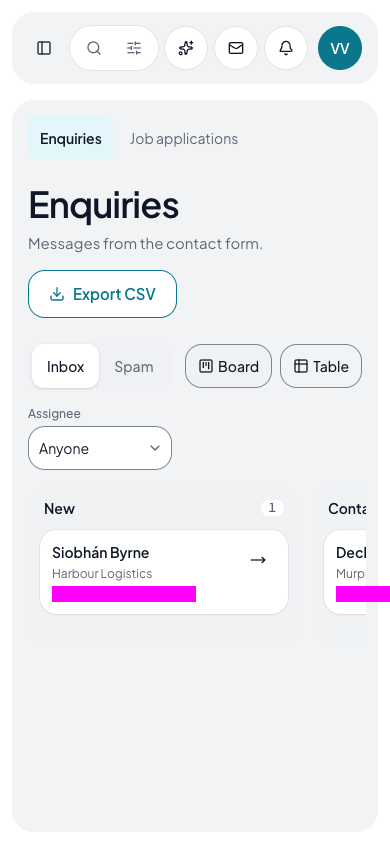 VV
Enquiries
Job applications
Enquiries
Messages from the contact form.
Export CSV
Inbox
Spam
Board
Table
Assignee
Anyone
New
1
Siobhán Byrne
Harbour Logistics